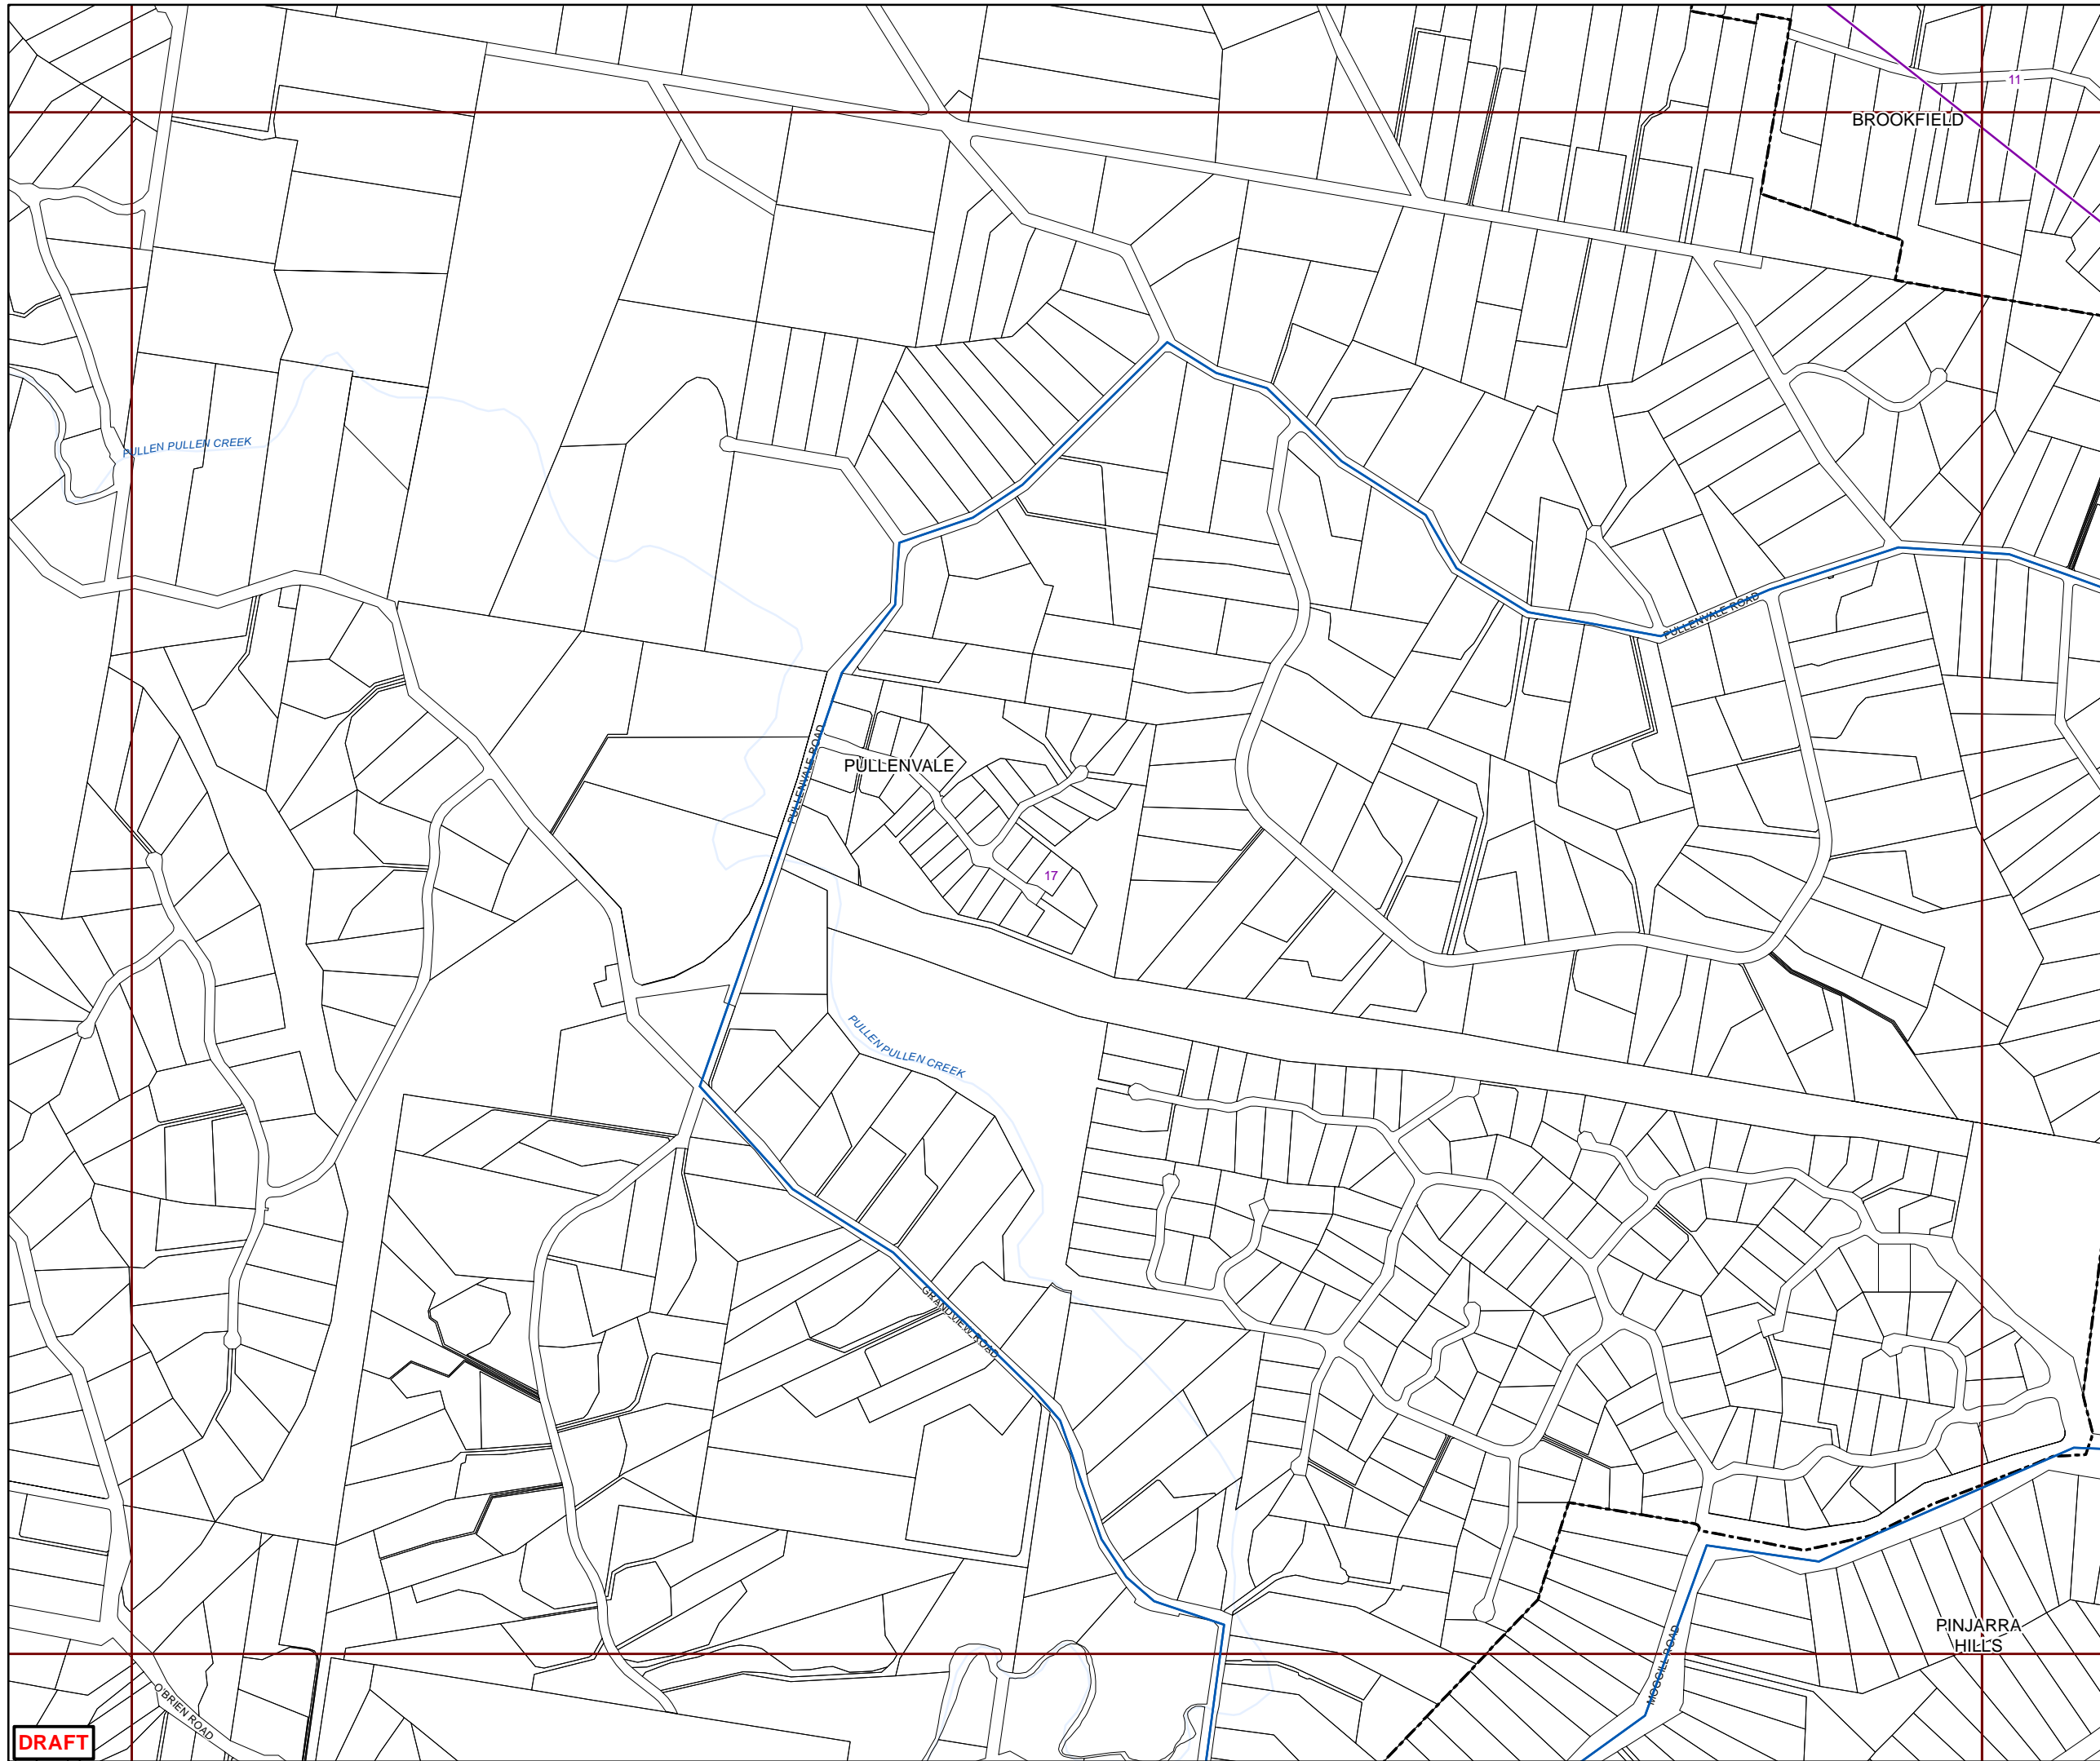 11
BROOKFIELD
PULLEN PULLEN CREEK
PULLENVALE ROAD
PULLENVALE ROAD
PULLENVALE
17
PULLEN PULLEN CREEK
GRANDVIEW ROAD
PINJARRA
HILLS
MOGGILL ROAD
O'BRIEN ROAD
DRAFT